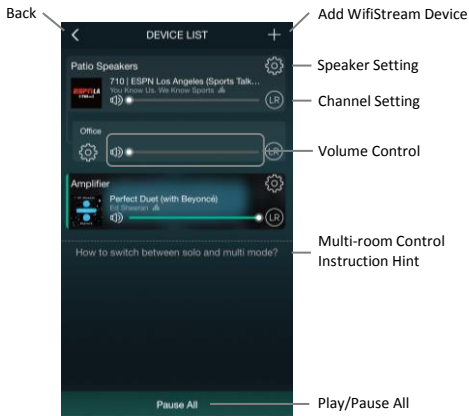 Back
DEVICE LIST
Add WifiStream Device
Patio Speakers
Speaker Setting
710 | ESPN Los Angeles (Sports Talk...
You Know Us. We Know Sports
LR
Channel Setting
Office
LR
Volume Control
Amplifier
Perfect Duet (with Beyoncé)
Ed Sheeran
LR
How to switch between solo and multi mode?
Multi-room Control
Instruction Hint
Pause All
Play/Pause All